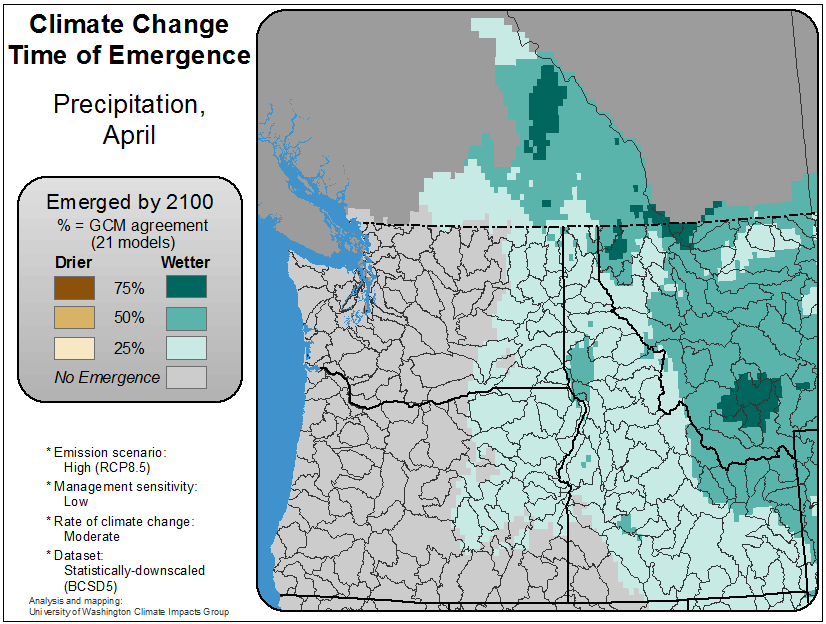 Climate Change
Time of Emergence
Precipitation,
April
Emerged by 2100
% = GCM agreement
(21 models)
Drier Wetter
75%
50%
25%
No Emergence
* Emission scenario:
High (RCP8.5)
* Management sensitivity:
Low
* Rate of climate change:
Moderate
* Dataset:
Statistically-downscaled
(BCSD5)
Analysis and mapping:
University of Washington Climate Impacts Group